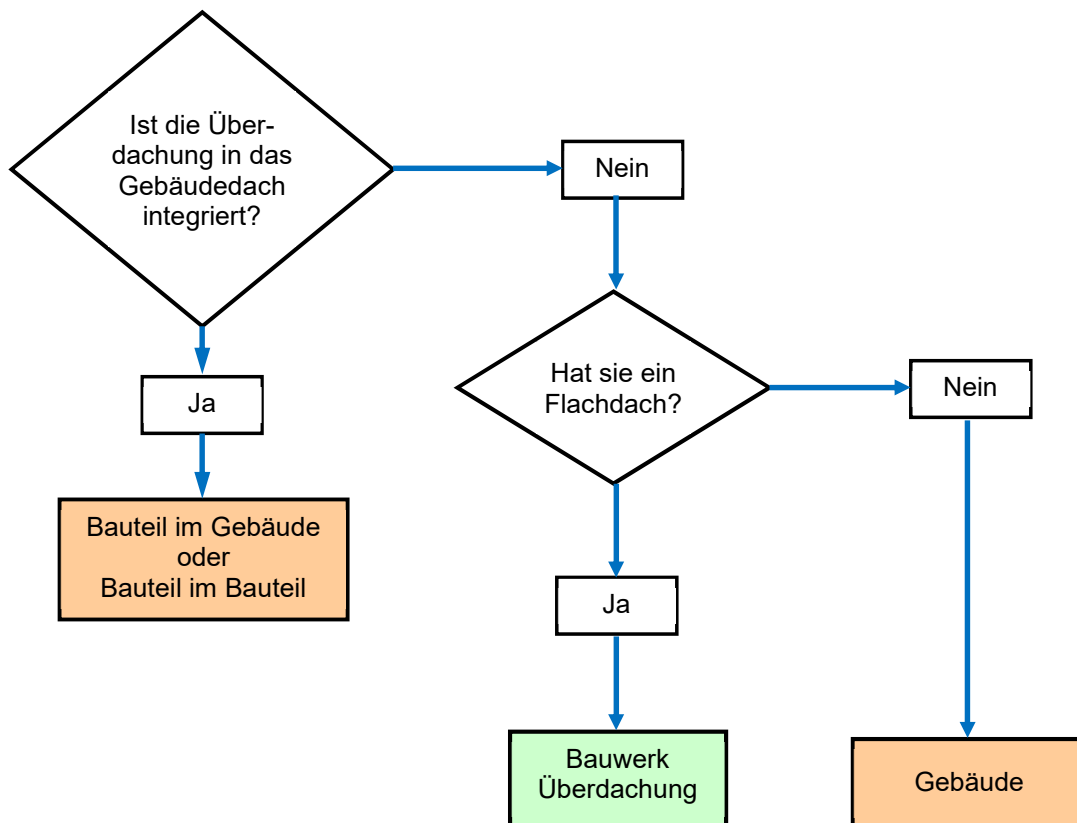 Ist die Über-
dachung in das
Gebäudedach
integriert?
Nein
Ja
Bauteil im Gebäude
oder
Bauteil im Bauteil
Hat sie ein
Flachdach?
Nein
Ja
Bauwerk
Überdachung
Gebäude